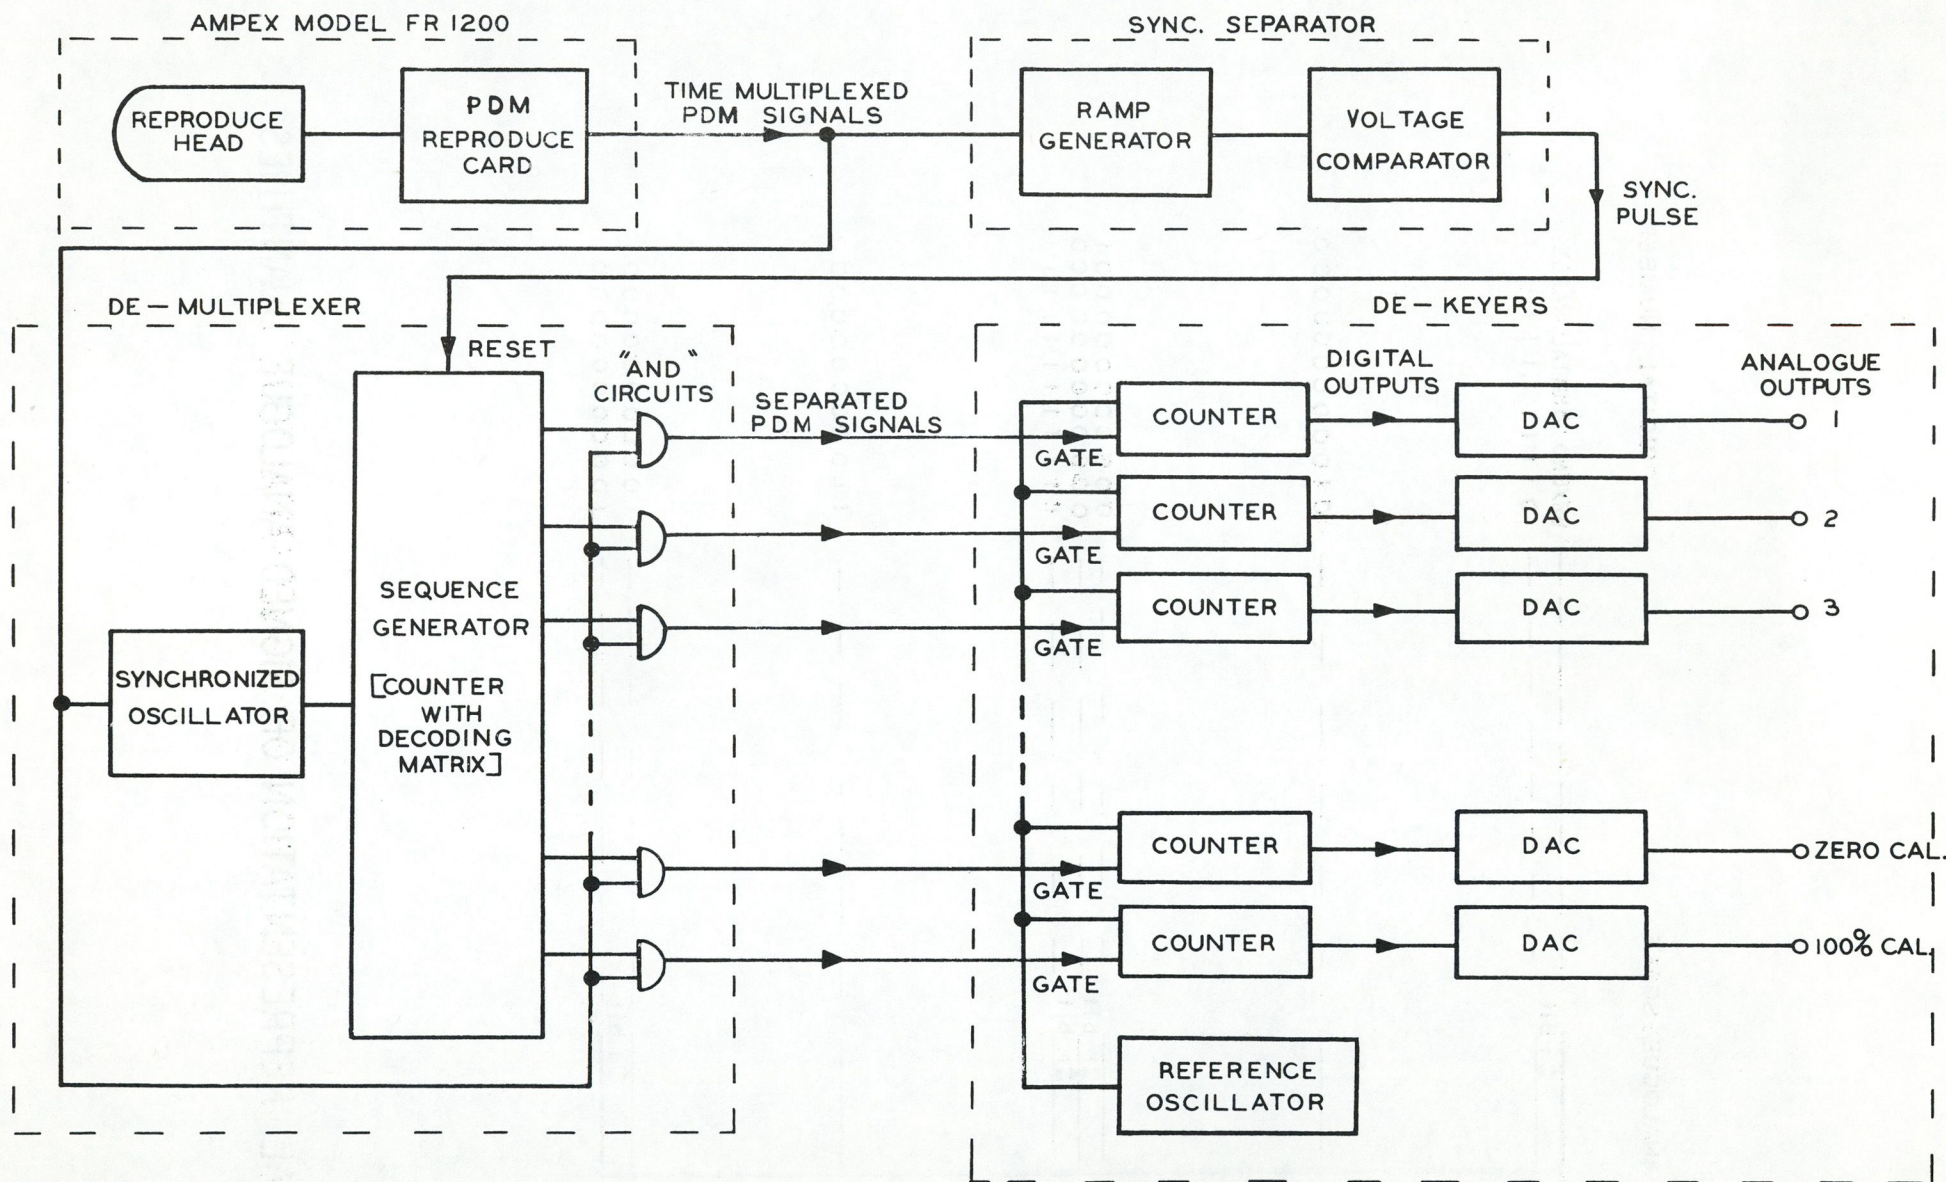 AMPEX MODEL FR 1200
REPRODUCE
HEAD
PDM
REPRODUCE
CARD
TIME MULTIPLEXED
PDM SIGNALS
SYNC. SEPARATOR
RAMP
GENERATOR
VOLTAGE
COMPARATOR
SYNC.
PULSE
DE — MULTIPLEXER
RESET
"AND"
CIRCUITS
SEQUENCE
GENERATOR
[COUNTER
WITH
DECODING
MATRIX]
SYNCHRONIZED
OSCILLATOR
SEPARATED
PDM SIGNALS
DE — KEYERS
DIGITAL
OUTPUTS
ANALOGUE
OUTPUTS
COUNTER
DAC
1
GATE
COUNTER
DAC
2
GATE
COUNTER
DAC
3
GATE
COUNTER
DAC
ZERO CAL.
GATE
COUNTER
DAC
100% CAL.
GATE
REFERENCE
OSCILLATOR